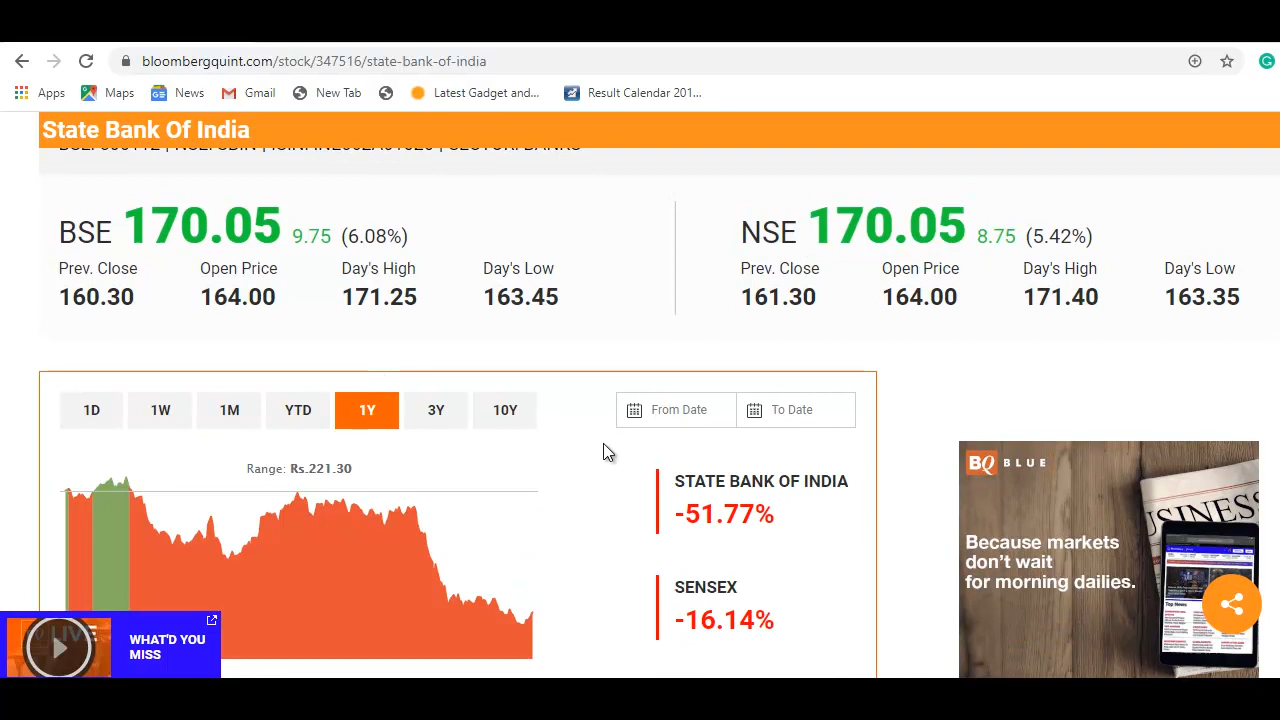 bloombergquint.com/stock/347516/state-bank-of-india
Apps Maps News Gmail New Tab Latest Gadget and... Result Calendar 201...
State Bank Of India
BSE 170.05 9.75 (6.08%)
Prev. Close Open Price Day's High Day's Low
160.30 164.00 171.25 163.45
NSE 170.05 8.75 (5.42%)
Prev. Close Open Price Day's High Day's Low
161.30 164.00 171.40 163.35
1D 1W 1M YTD 1Y 3Y 10Y
From Date To Date
Range: Rs.221.30
STATE BANK OF INDIA
-51.77%
SENSEX
-16.14%
LIVE
WHAT'D YOU
MISS
BQ BLUE
Because markets
don't wait
for morning dailies.
Top News